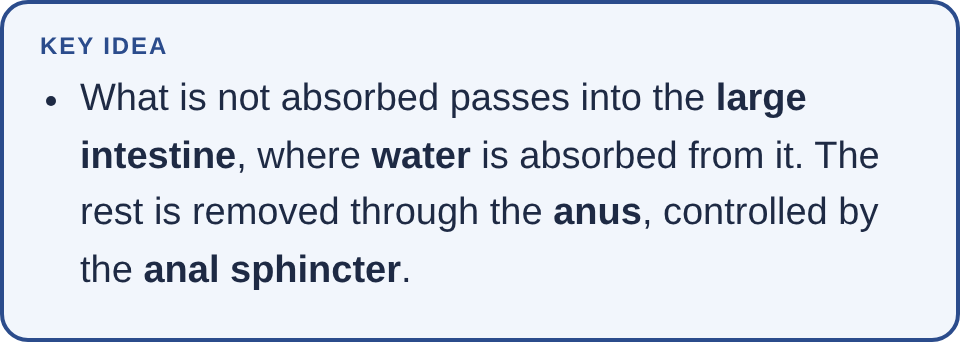 KEY IDEA
• What is not absorbed passes into the large
intestine, where water is absorbed from it. The
rest is removed through the anus, controlled by
the anal sphincter.